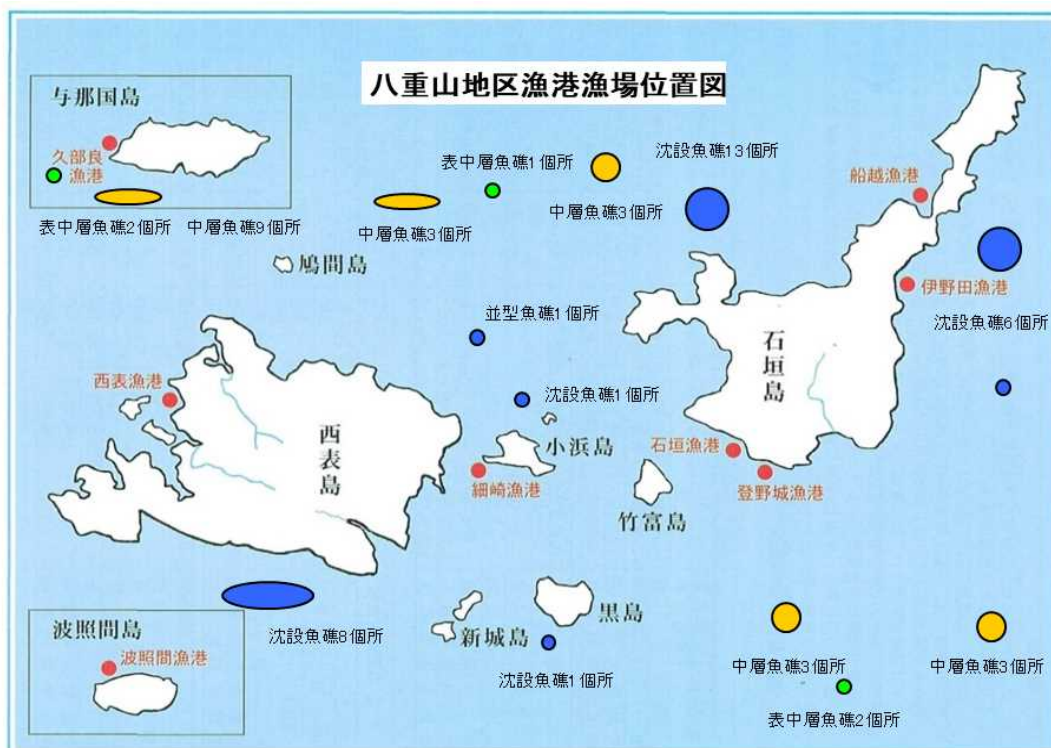 八重山地区漁港漁場位置図
与那国島
久部良
漁港
表中層魚礁2個所
中層魚礁9個所
中層魚礁3個所
表中層魚礁1個所
中層魚礁3個所
沈設魚礁13個所
船越漁港
伊野田漁港
沈設魚礁6個所
鳩間島
並型魚礁1個所
石垣島
西表漁港
沈設魚礁1個所
西表島
小浜島
細崎漁港
石垣漁港
登野城漁港
竹富島
沈設魚礁8個所
新城島
黒島
沈設魚礁1個所
中層魚礁3個所
中層魚礁3個所
表中層魚礁2個所
波照間島
波照間漁港